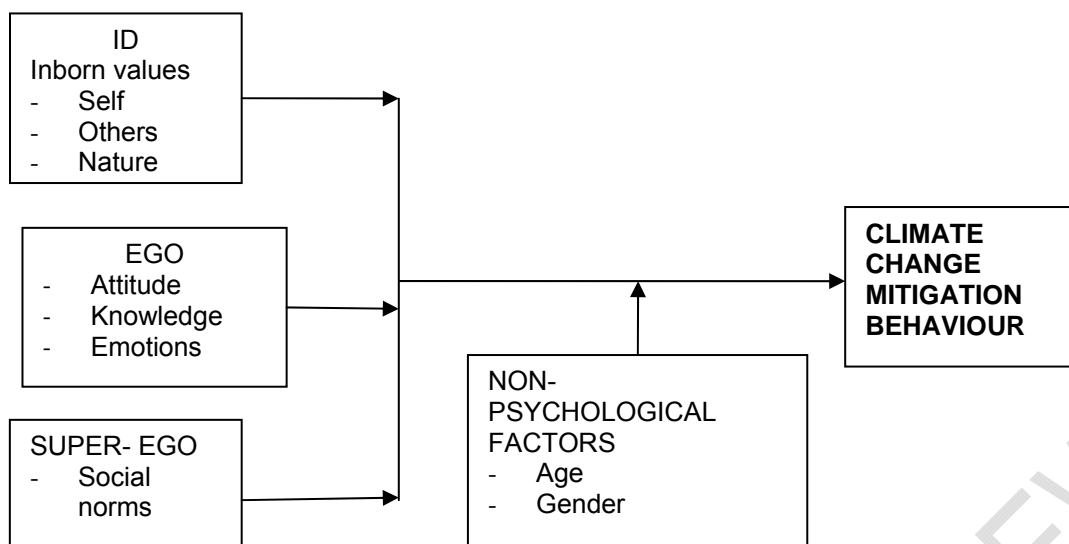 ID
Inborn values
- Self
- Others
- Nature
EGO
- Attitude
- Knowledge
- Emotions
SUPER- EGO
- Social
norms
NON-
PSYCHOLOGICAL
FACTORS
- Age
- Gender
CLIMATE
CHANGE
MITIGATION
BEHAVIOUR